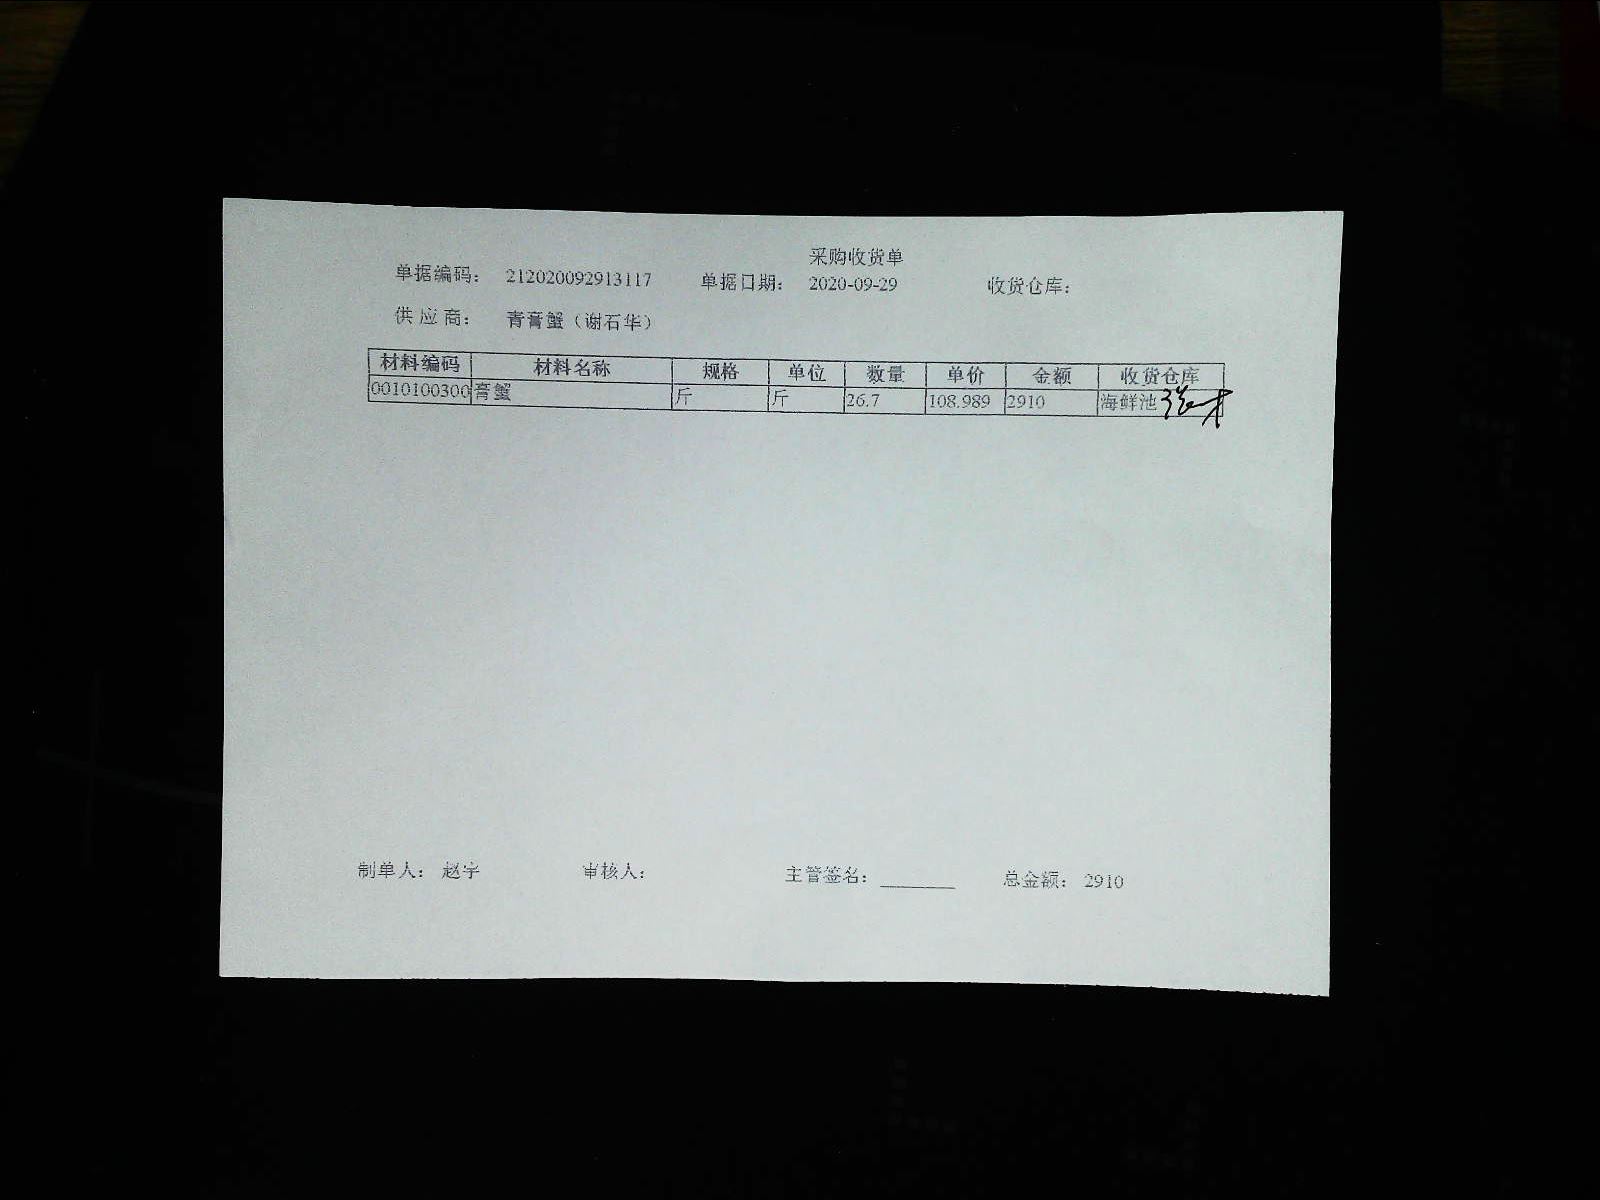 采购收货单
单据编码: 212020092913117 单据日期: 2020-09-29 收货仓库:
供应商: 青膏蟹（谢石华）
材料编码 材料名称 规格 单位 数量 单价 金额 收货仓库
0010100300 膏蟹 斤 斤 26.7 108.989 2910 海鲜池
制单人: 赵宇 审核人: 主管签名: ________ 总金额: 2910